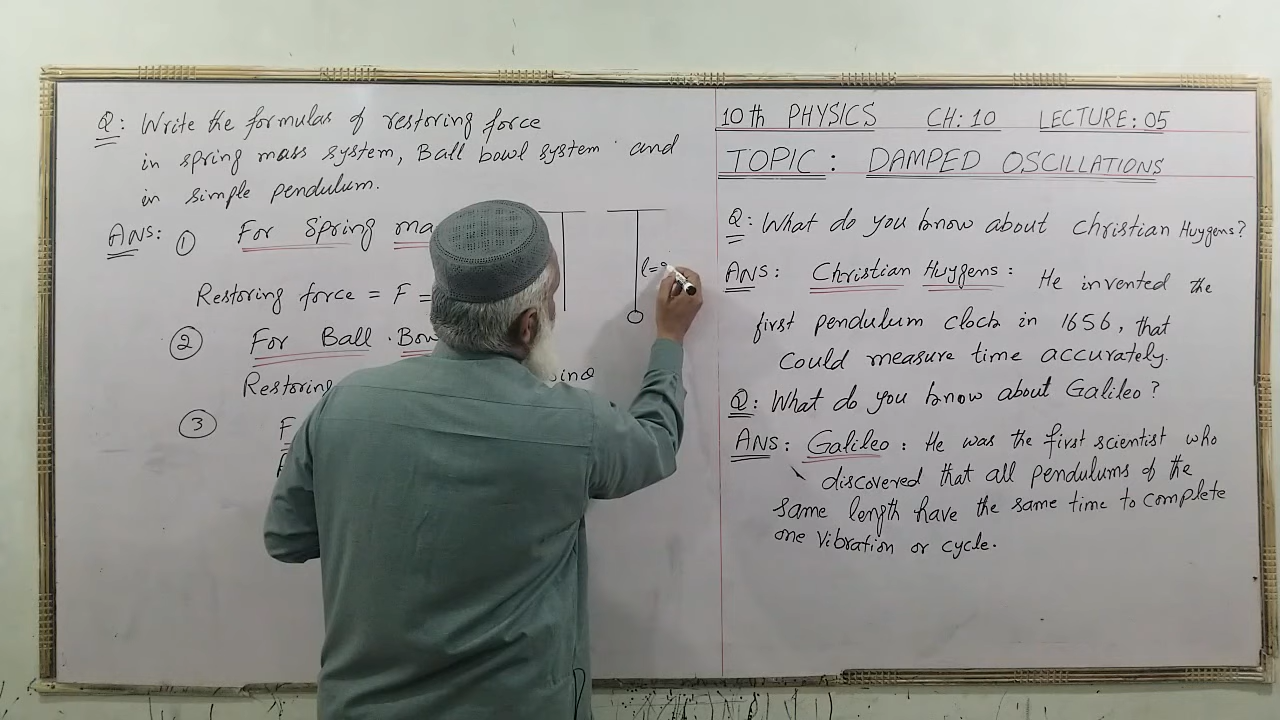 Q: Write the formulas of restoring force
in spring mass system, Ball bowl system and
in simple pendulum.
ANS: ① For Spring ma
Restoring force = F =
② For Ball Bow
Restoring sinθ
③ F
l=
10th PHYSICS CH: 10 LECTURE: 05
TOPIC: DAMPED OSCILLATIONS
Q: What do you know about Christian Huygens?
ANS: Christian Huygens: He invented the
first pendulum clock in 1656, that
could measure time accurately.
Q: What do you know about Galileo?
ANS: Galileo: He was the first scientist who
discovered that all pendulums of the
same length have the same time to complete
one vibration or cycle.